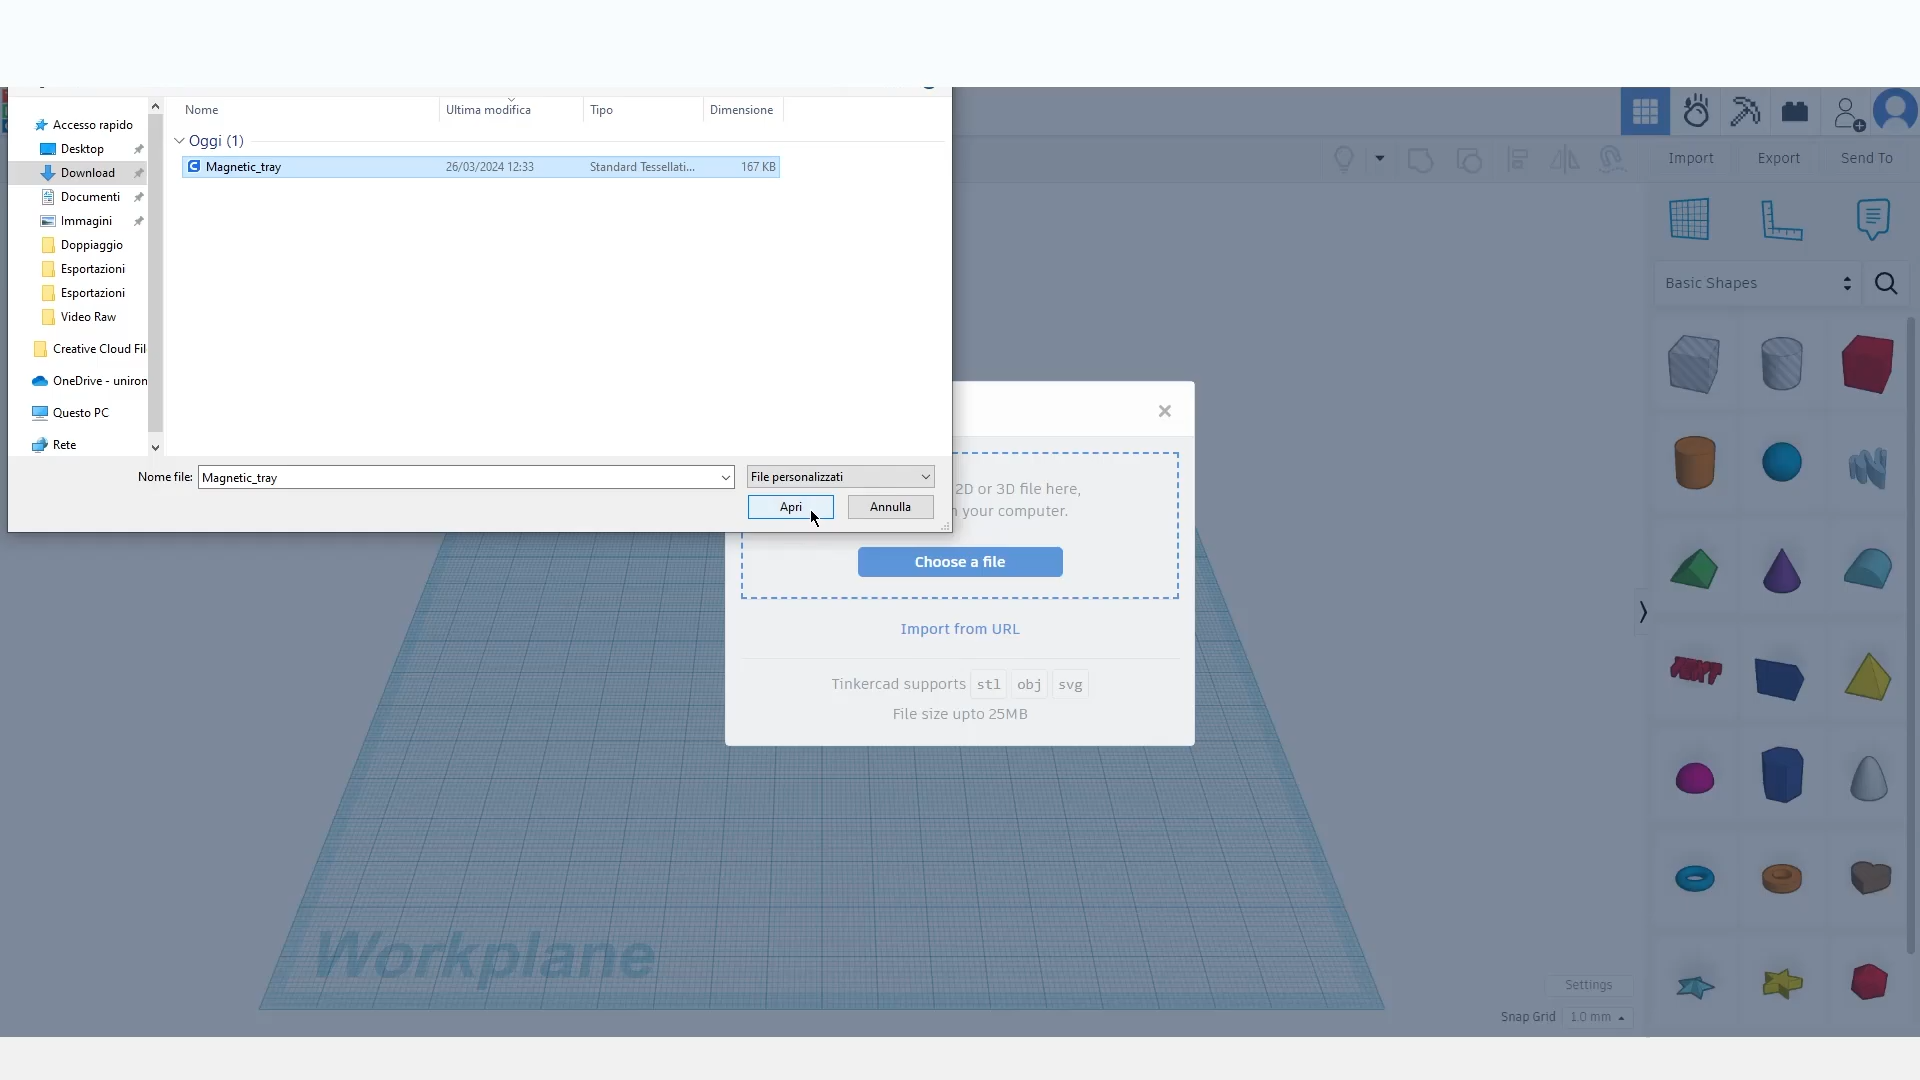 Nome
Ultima modifica
Tipo
Dimensione
Accesso rapido
Desktop
Download
Documenti
Immagini
Doppiaggio
Esportazioni
Esportazioni
Video Raw
Creative Cloud Fil
OneDrive - uniron
Questo PC
Rete
Oggi (1)
Magnetic_tray 26/03/2024 12:33 Standard Tessellati... 167 KB
Nome file: Magnetic_tray
File personalizzati
Apri
Annulla
2D or 3D file here,
your computer.
Choose a file
Import from URL
Tinkercad supports stl obj svg
File size upto 25MB
Import
Export
Send To
Basic Shapes
Workplane
Settings
Snap Grid 1.0 mm